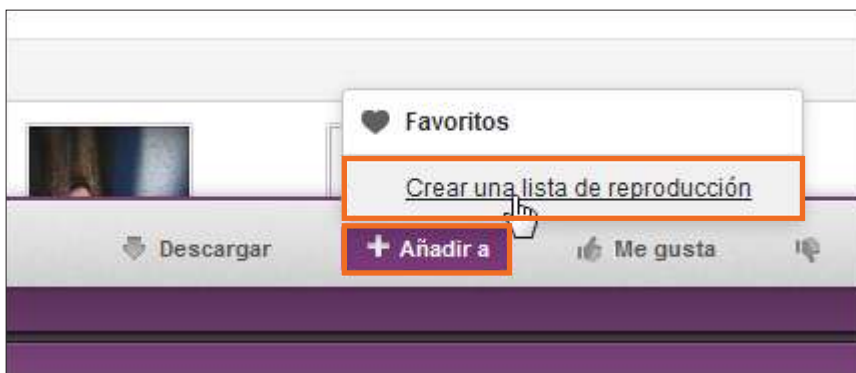 Favoritos
Crear una lista de reproducción
Descargar
Añadir a
Me gusta